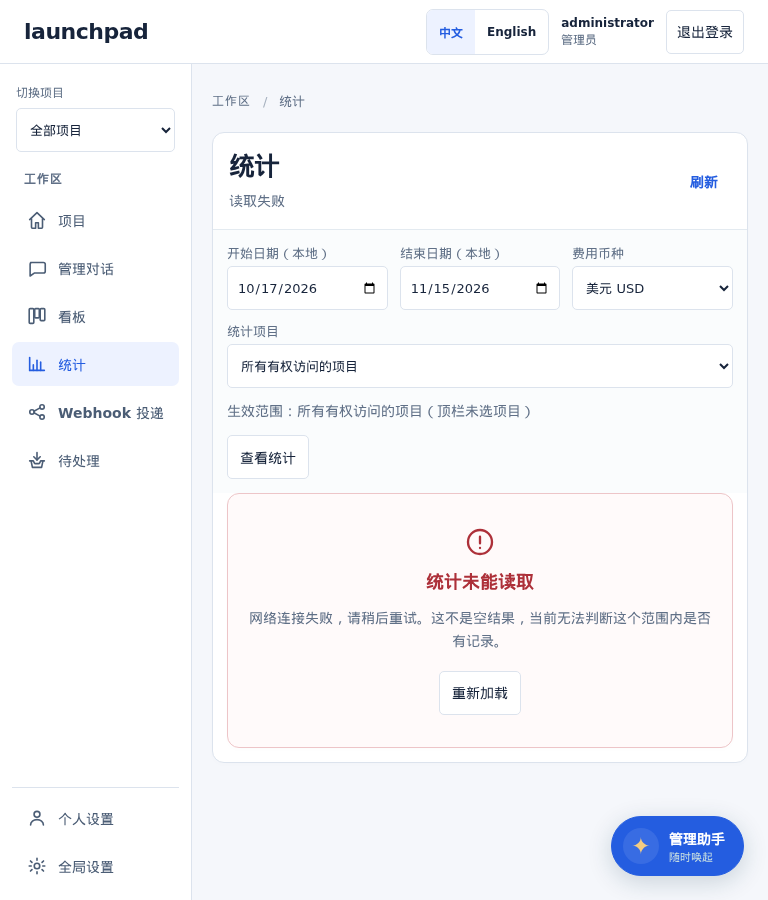 launchpad
中文
English
administrator
管理员
退出登录
切换项目
全部项目
工作区
项目
管理对话
看板
统计
Webhook 投递
待处理
个人设置
全局设置
工作区 / 统计
统计
读取失败
刷新
开始日期（本地）
结束日期（本地）
费用币种
10/17/2026
11/15/2026
美元 USD
统计项目
所有有权访问的项目
生效范围：所有有权访问的项目（顶栏未选项目）
查看统计
统计未能读取
网络连接失败，请稍后重试。这不是空结果，当前无法判断这个范围内是否
有记录。
重新加载
管理助手
随时唤起